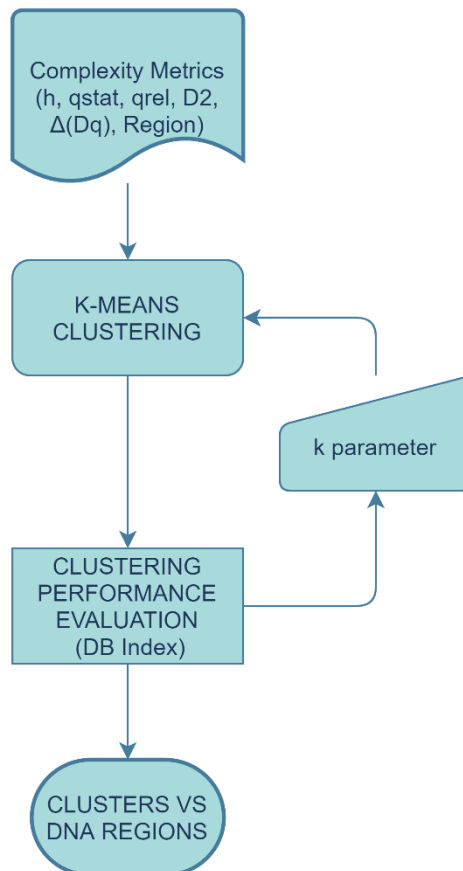 Complexity Metrics
(h, qstat, qrel, D2,
Δ(Dq), Region)
K-MEANS
CLUSTERING
k parameter
CLUSTERING
PERFORMANCE
EVALUATION
(DB Index)
CLUSTERS VS
DNA REGIONS